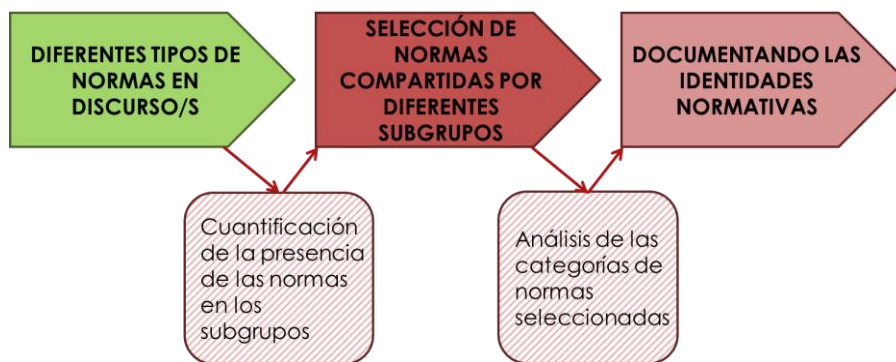 DIFERENTES TIPOS DE
NORMAS EN
DISCURSO/S
SELECCIÓN DE
NORMAS
COMPARTIDAS POR
DIFERENTES
SUBGRUPOS
DOCUMENTANDO LAS
IDENTIDADES
NORMATIVAS
Cuantificación
de la presencia
de las normas
en los
subgrupos
Análisis de las
categorías de
normas
seleccionadas